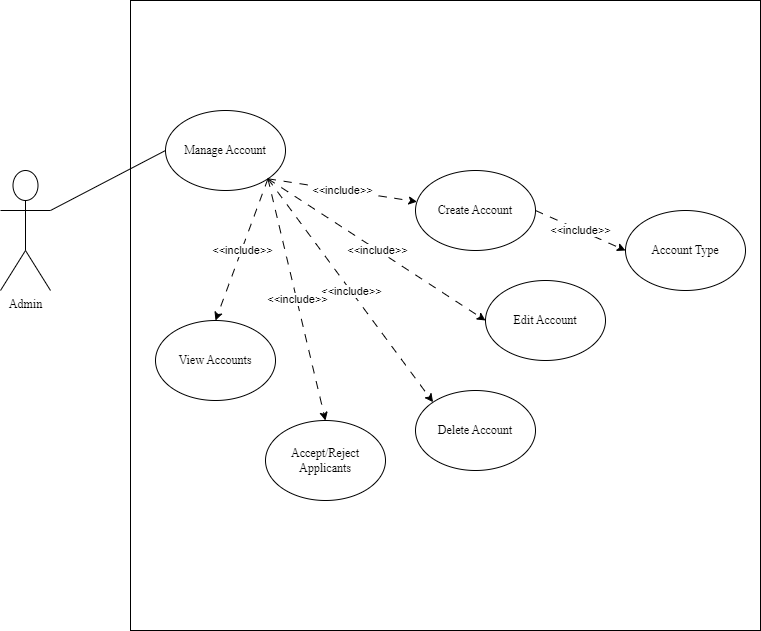 Manage Account
<<include>>
Create Account
<<include>>
Account Type
<<include>>
<<include>>
<<include>>
<<include>>
Admin
Edit Account
View Accounts
Delete Account
Accept/Reject
Applicants